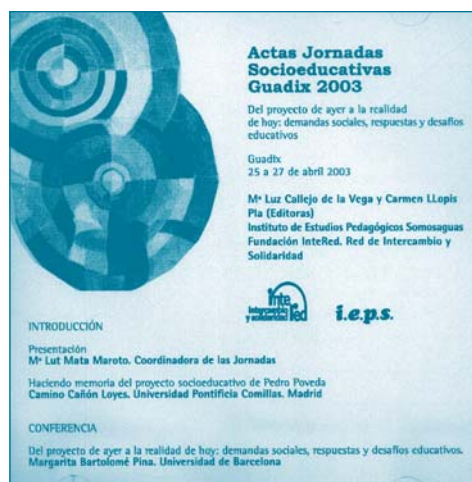 Actas Jornadas
Socioeducativas
Guadix 2003
Del proyecto de ayer a la realidad
de hoy: demandas sociales, respuestas y desafíos
educativos
Guadix
25 a 27 de abril 2003
Mª Luz Callejo de la Vega y Carmen LLopis
Pla (Editoras)
Instituto de Estudios Pedagógicos Somosaguas
Fundación InteRed. Red de Intercambio y
Solidaridad
inte
Red
y solidaridad
i.e.p.s.
INTRODUCCIÓN
Presentación
Mª Lut Mata Maroto. Coordinadora de las Jornadas
Haciendo memoria del proyecto socioeducativo de Pedro Poveda
Camino Cañón Loyes. Universidad Pontificia Comillas. Madrid
CONFERENCIA
Del proyecto de ayer a la realidad de hoy: demandas sociales, respuestas y desafíos educativos.
Margarita Bartolomé Pina. Universidad de Barcelona